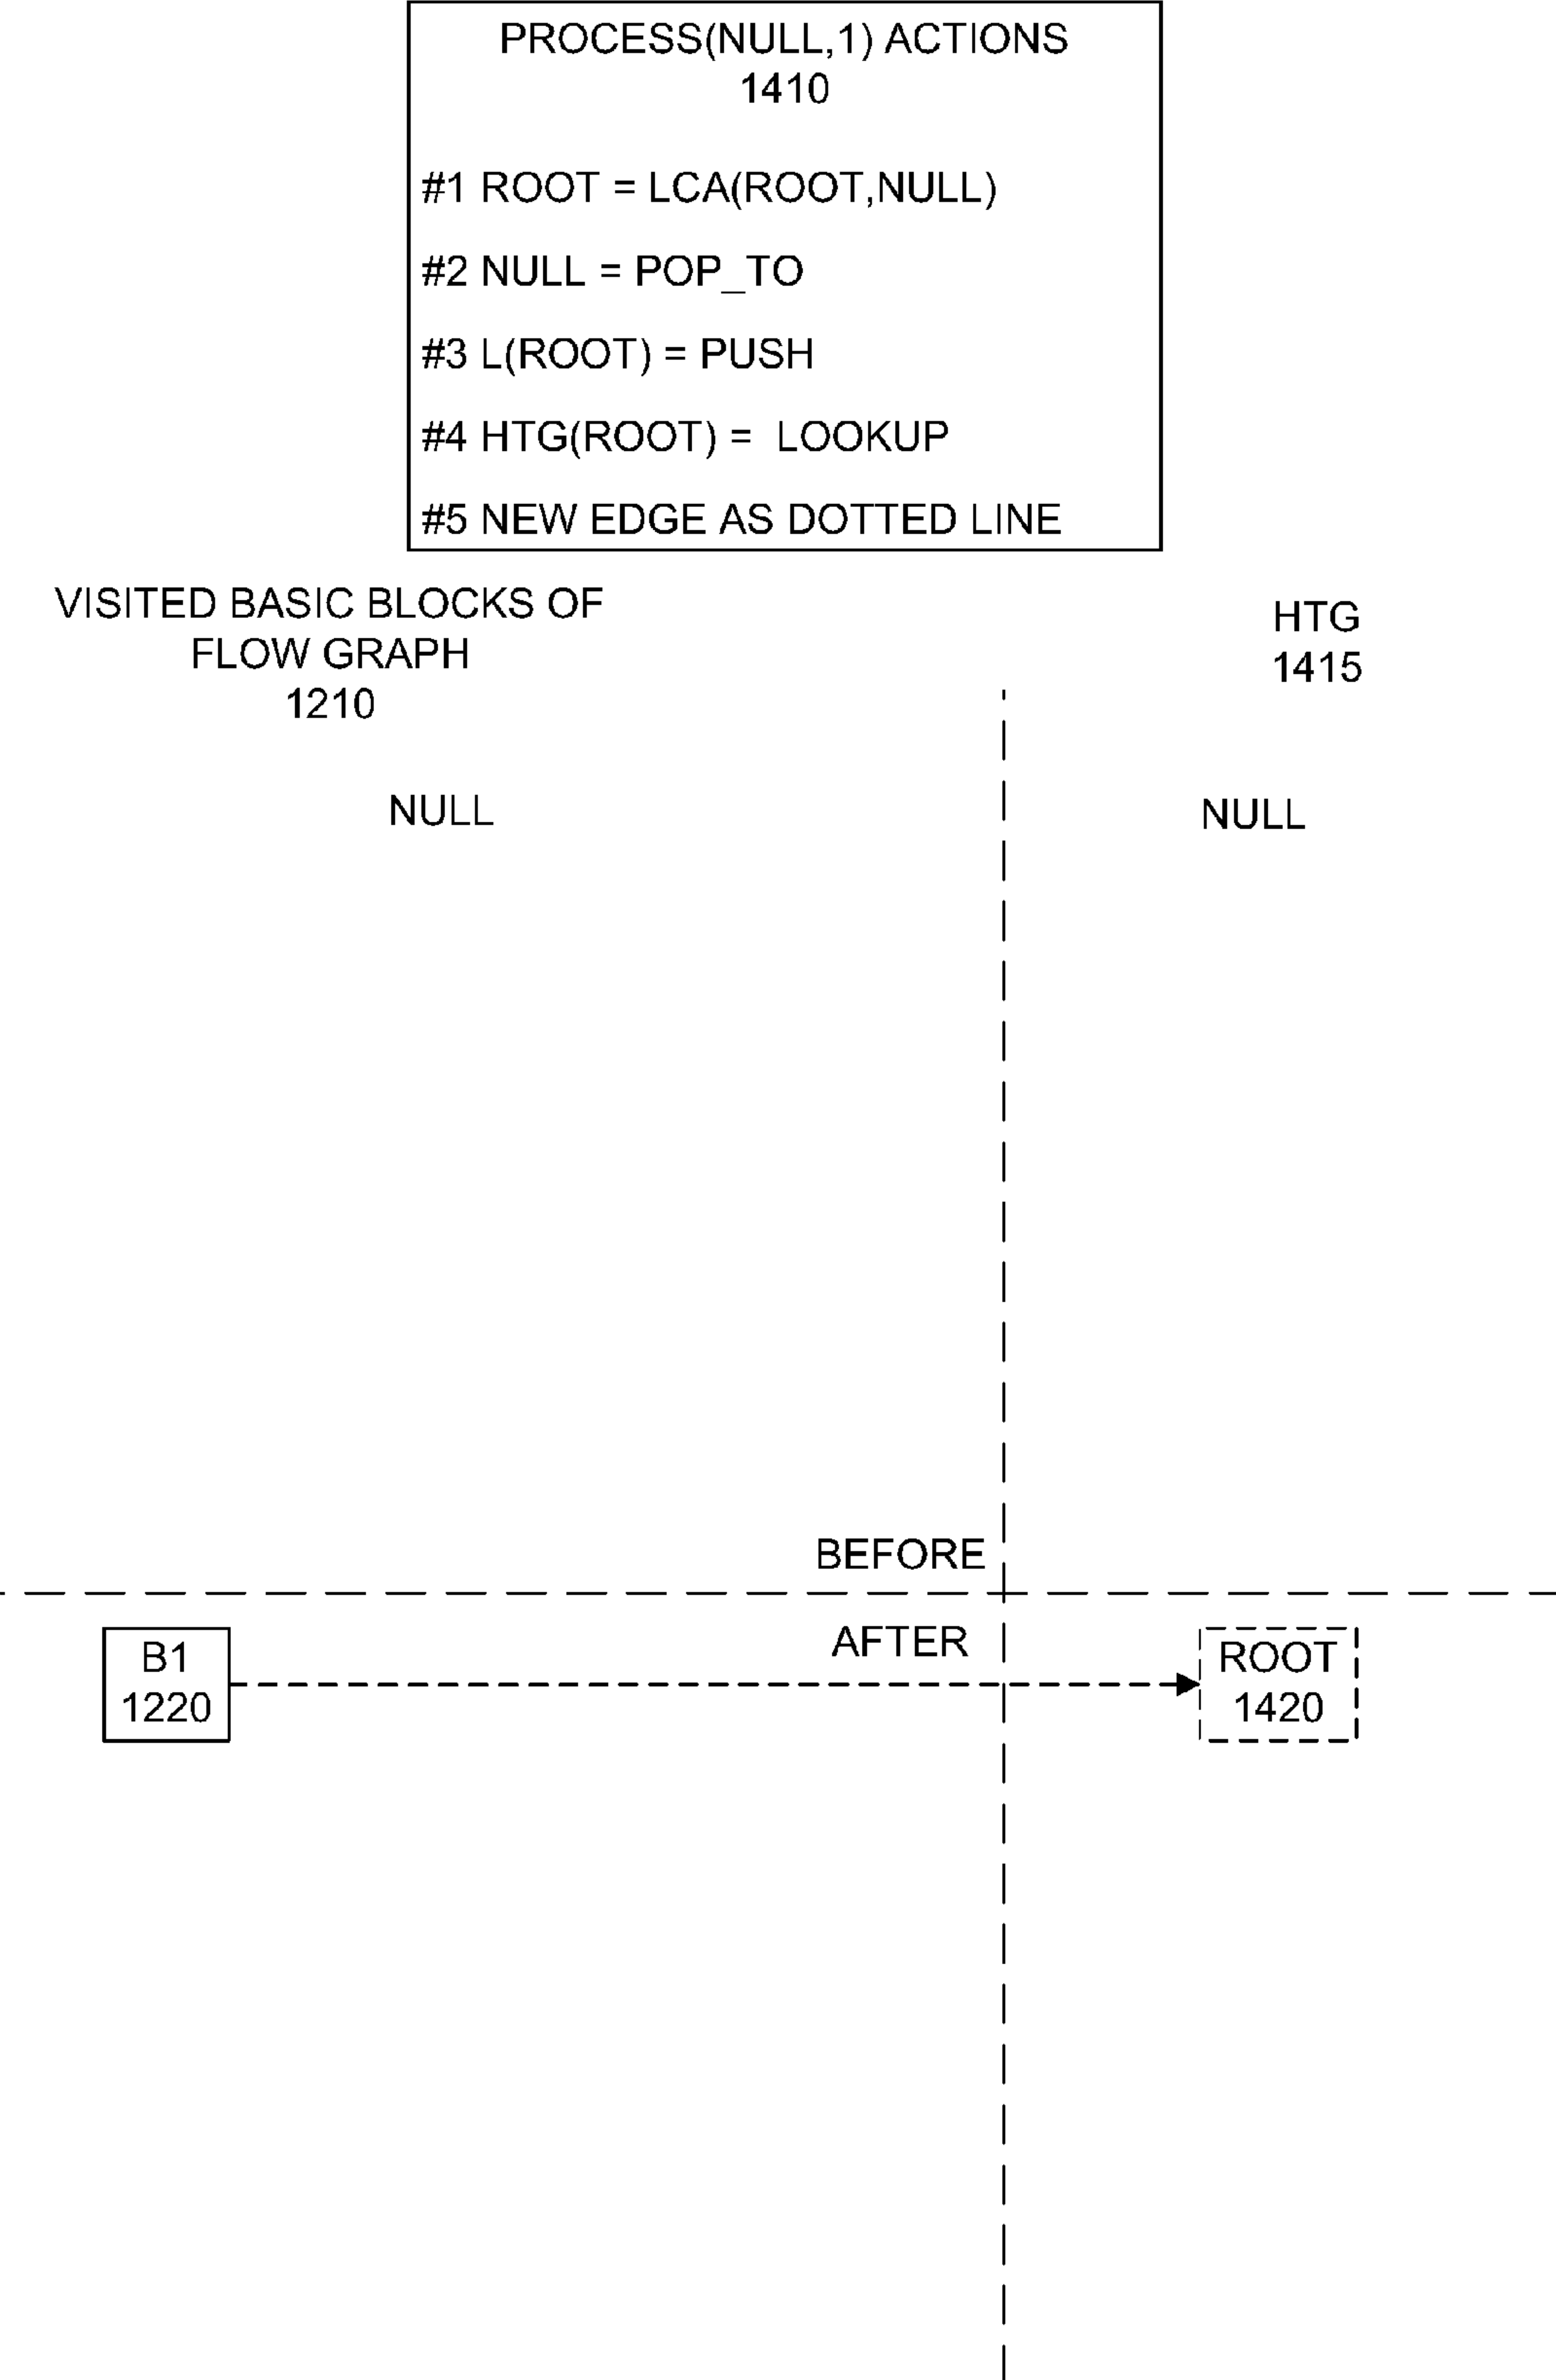 PROCESS(NULL,1) ACTIONS
1410
#1 ROOT = LCA(ROOT,NULL)
#2 NULL = POP_TO
#3 L(ROOT) = PUSH
#4 HTG(ROOT) = LOOKUP
#5 NEW EDGE AS DOTTED LINE
VISITED BASIC BLOCKS OF
FLOW GRAPH
1210
HTG
1415
NULL
NULL
BEFORE
AFTER
B1
1220
ROOT
1420